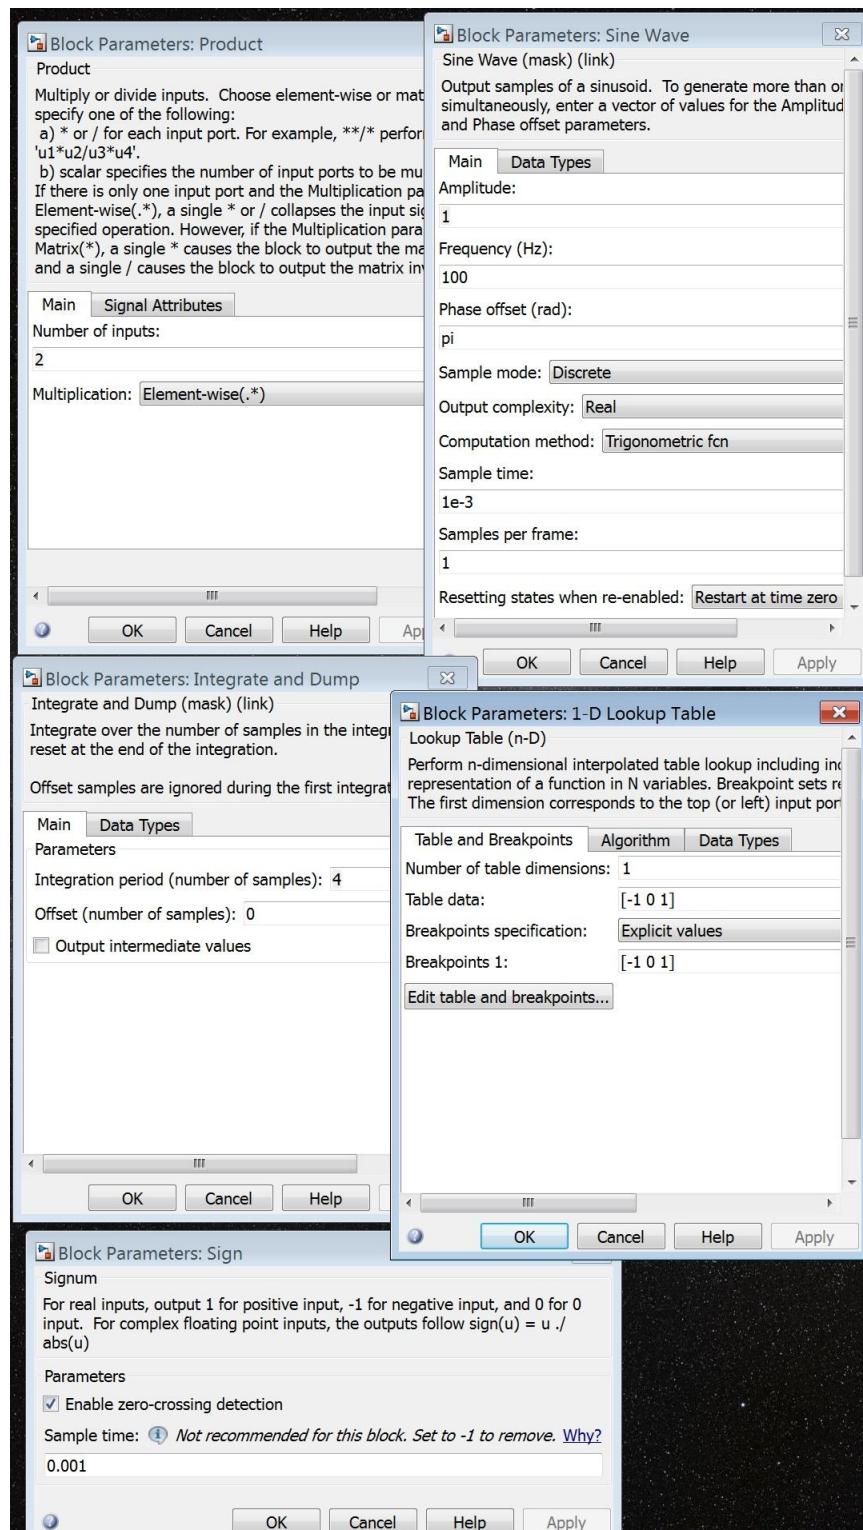 Block Parameters: Product
Product
Multiply or divide inputs. Choose element-wise or mat
specify one of the following:
a) * or / for each input port. For example, **/* perfor
'u1*u2/u3*u4'.
b) scalar specifies the number of input ports to be mu
If there is only one input port and the Multiplication pa
Element-wise(.*), a single * or / collapses the input sig
specified operation. However, if the Multiplication para
Matrix(*), a single * causes the block to output the ma
and a single / causes the block to output the matrix inv
Main Signal Attributes
Number of inputs:
2
Multiplication: Element-wise(.*)
OK Cancel Help App
Block Parameters: Sine Wave
Sine Wave (mask) (link)
Output samples of a sinusoid. To generate more than or
simultaneously, enter a vector of values for the Amplitud
and Phase offset parameters.
Main Data Types
Amplitude:
1
Frequency (Hz):
100
Phase offset (rad):
pi
Sample mode: Discrete
Output complexity: Real
Computation method: Trigonometric fcn
Sample time:
1e-3
Samples per frame:
1
Resetting states when re-enabled: Restart at time zero
OK Cancel Help Apply
Block Parameters: Integrate and Dump
Integrate and Dump (mask) (link)
Integrate over the number of samples in the integr
reset at the end of the integration.
Offset samples are ignored during the first integrat
Main Data Types
Parameters
Integration period (number of samples): 4
Offset (number of samples): 0
Output intermediate values
OK Cancel Help
Block Parameters: 1-D Lookup Table
Lookup Table (n-D)
Perform n-dimensional interpolated table lookup including ind
representation of a function in N variables. Breakpoint sets re
The first dimension corresponds to the top (or left) input port
Table and Breakpoints Algorithm Data Types
Number of table dimensions: 1
Table data: [-1 0 1]
Breakpoints specification: Explicit values
Breakpoints 1: [-1 0 1]
Edit table and breakpoints...
OK Cancel Help Apply
Block Parameters: Sign
Signum
For real inputs, output 1 for positive input, -1 for negative input, and 0 for 0
input. For complex floating point inputs, the outputs follow sign(u) = u ./
abs(u)
Parameters
Enable zero-crossing detection
Sample time: Not recommended for this block. Set to -1 to remove. Why?
0.001
OK Cancel Help Apply